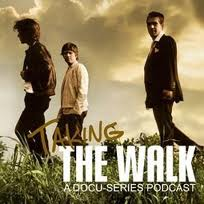 TALKING
THE WALK
A DOCU-SERIES PODCAST